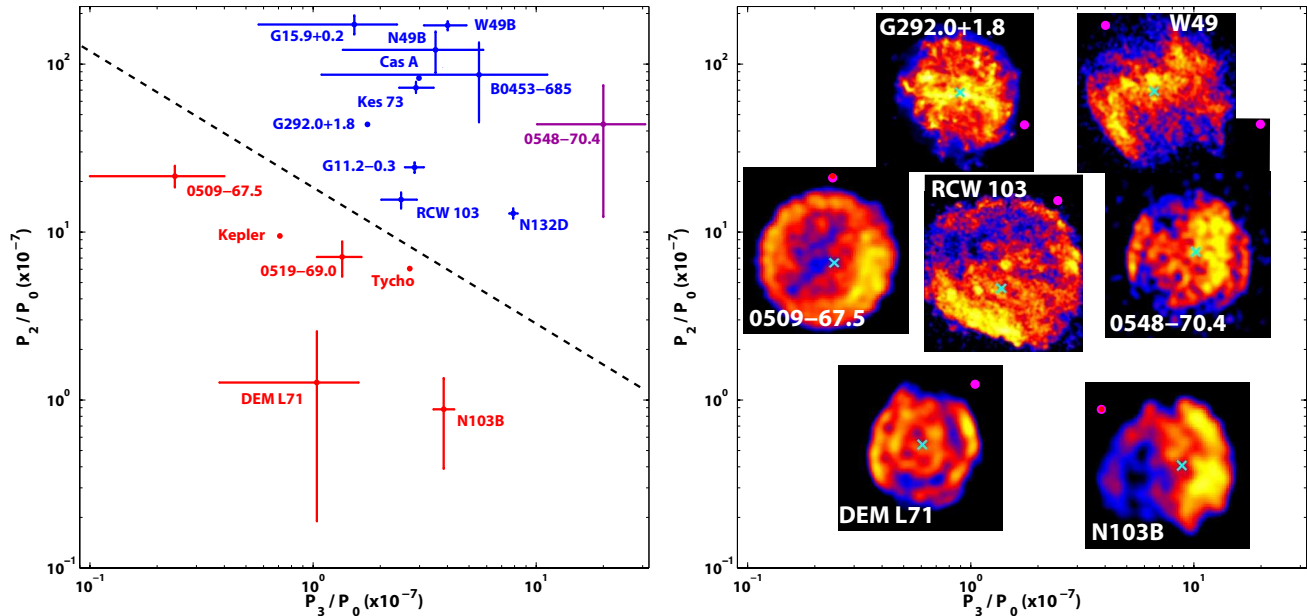 G15.9+0.2
W49B
N49B
Cas A
B0453−685
Kes 73
G292.0+1.8
0548−70.4
G11.2−0.3
0509−67.5
RCW 103
N132D
Kepler
0519−69.0
Tycho
DEM L71
N103B
10² 10¹ 10⁰ 10⁻¹
P₂ / P₀ (x10⁻⁷)
10⁻¹ 10⁰ 10¹
P₃ / P₀ (x10⁻⁷)
G292.0+1.8
W49
RCW 103
0509−67.5
0548−70.4
DEM L71
N103B
10² 10¹ 10⁰ 10⁻¹
P₂ / P₀ (x10⁻⁷)
10⁻¹ 10⁰ 10¹
P₃ / P₀ (x10⁻⁷)